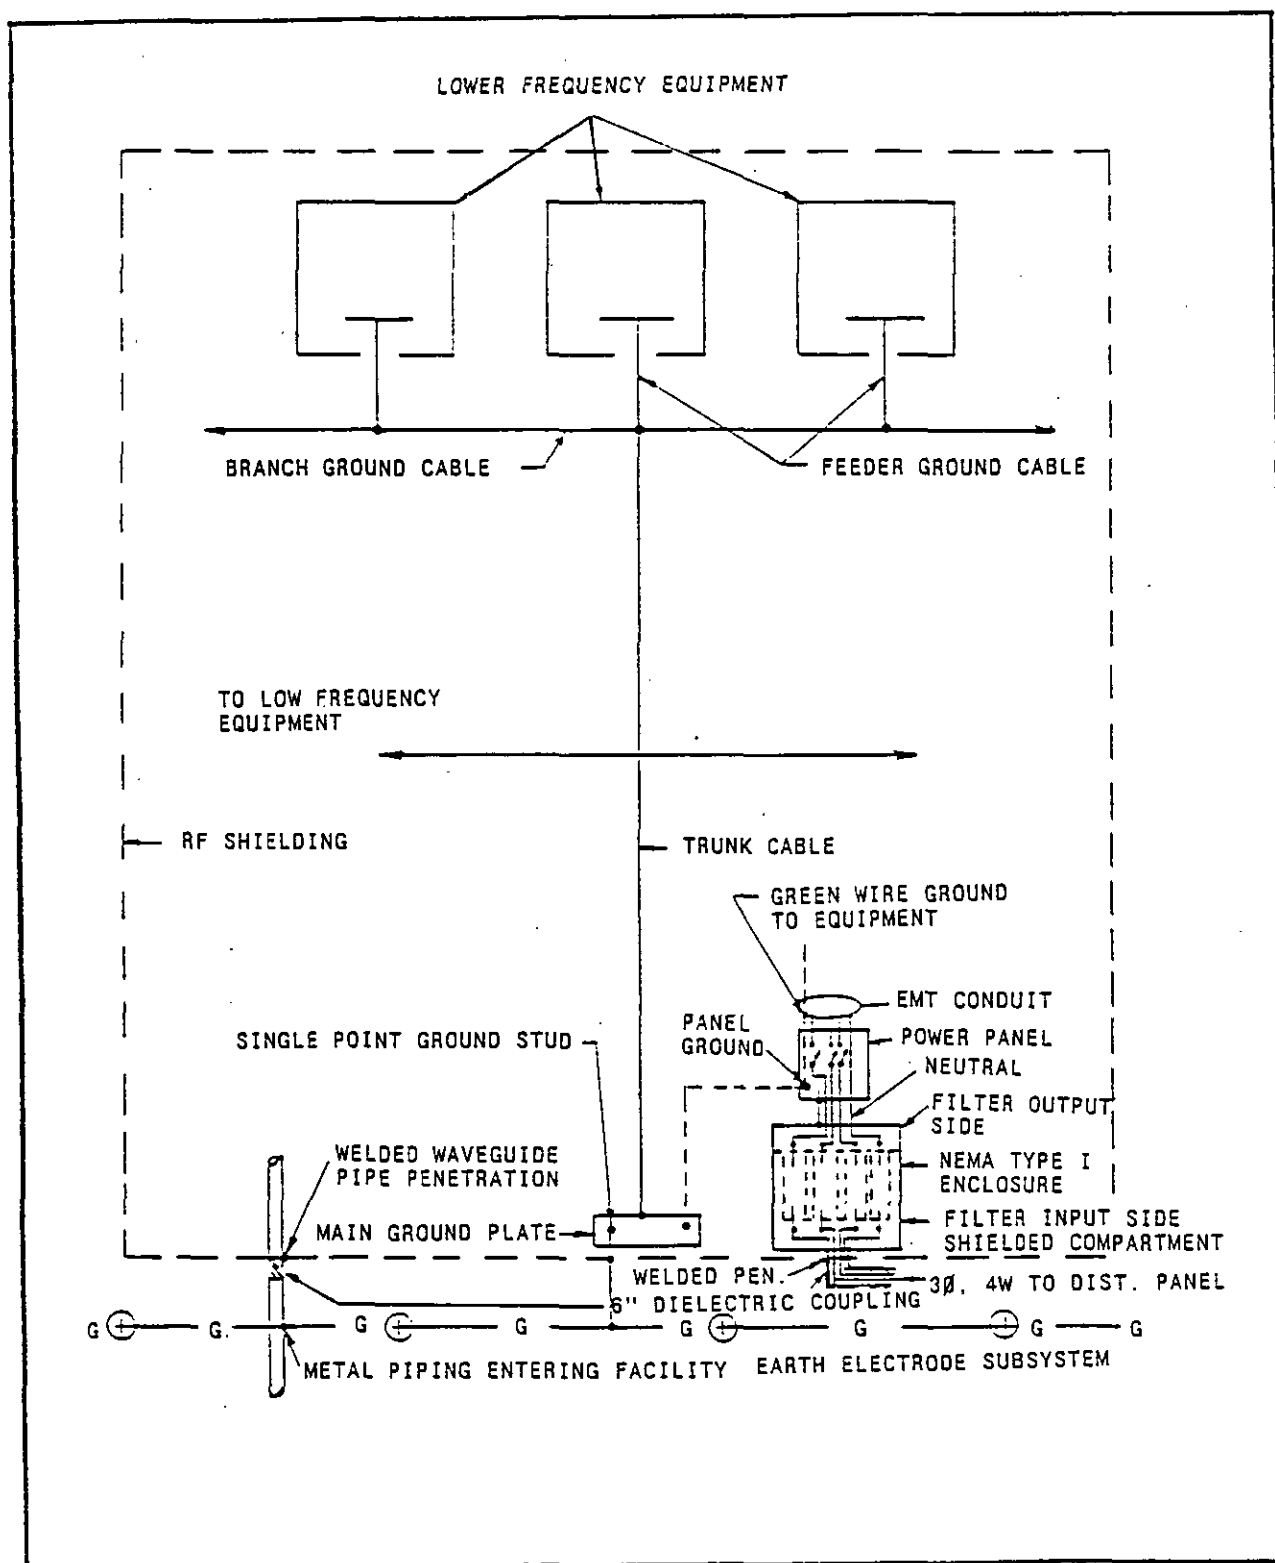 LOWER FREQUENCY EQUIPMENT
BRANCH GROUND CABLE
FEEDER GROUND CABLE
TO LOW FREQUENCY
EQUIPMENT
RF SHIELDING
TRUNK CABLE
GREEN WIRE GROUND
TO EQUIPMENT
EMT CONDUIT
PANEL
GROUND
SINGLE POINT GROUND STUD
POWER PANEL
NEUTRAL
FILTER OUTPUT
SIDE
WELDED WAVEGUIDE
PIPE PENETRATION
NEMA TYPE I
ENCLOSURE
MAIN GROUND PLATE
FILTER INPUT SIDE
SHIELDED COMPARTMENT
WELDED PEN.
3Ø, 4W TO DIST. PANEL
6" DIELECTRIC COUPLING
G G. G G G G G G
METAL PIPING ENTERING FACILITY
EARTH ELECTRODE SUBSYSTEM